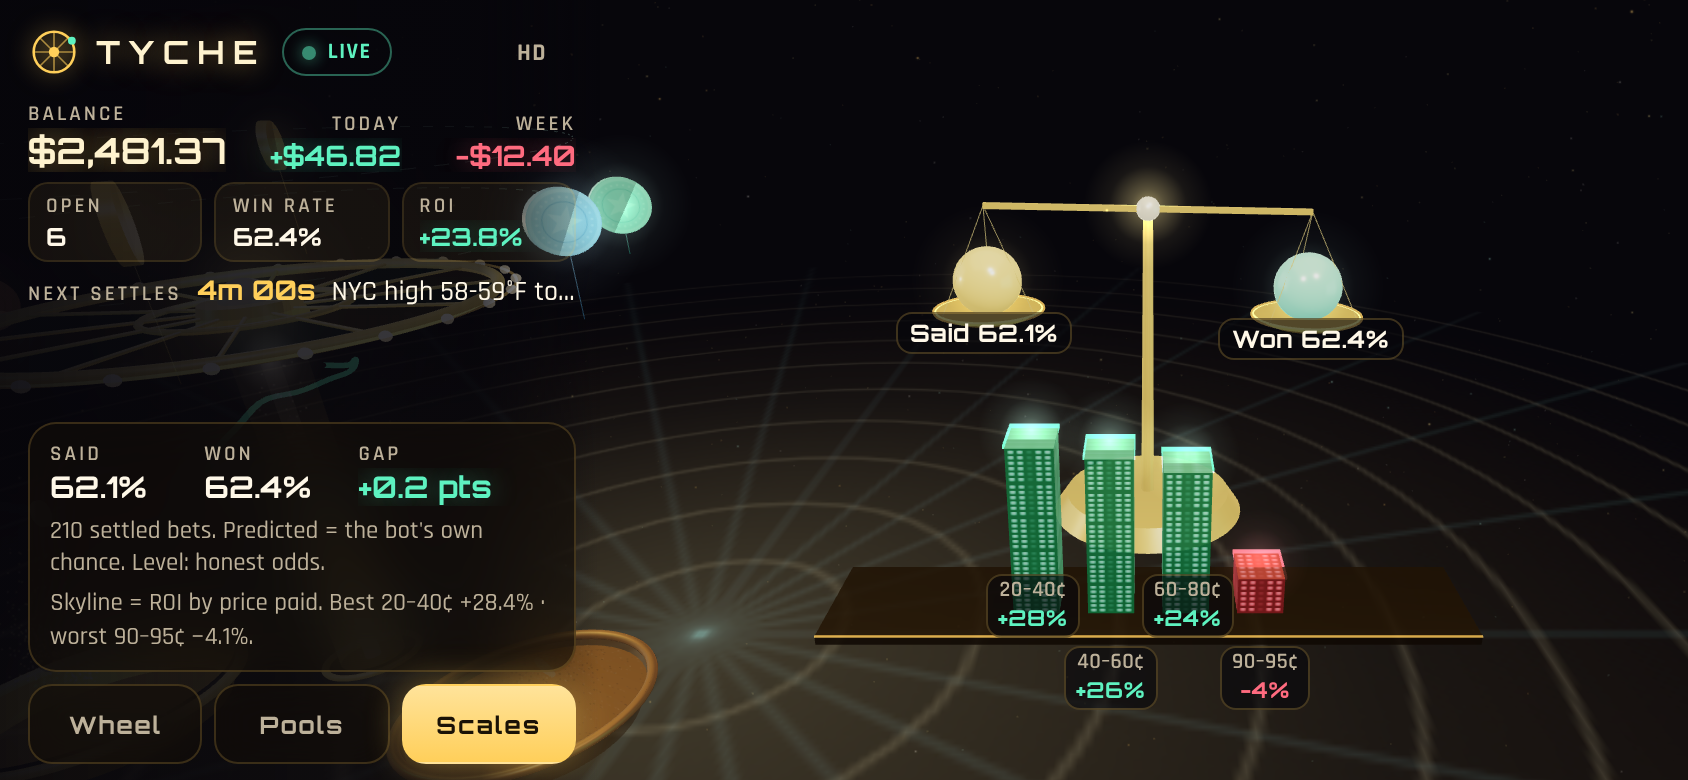 TYCHE
LIVE
HD
BALANCE
$2,481.37
TODAY
+$46.82
WEEK
-$12.40
OPEN
6
WIN RATE
62.4%
ROI
+23.8%
NEXT SETTLES 4m 00s NYC high 58-59°F to...
SAID
62.1%
WON
62.4%
GAP
+0.2 pts
210 settled bets. Predicted = the bot's own
chance. Level: honest odds.
Skyline = ROI by price paid. Best 20–40¢ +28.4% ·
worst 90–95¢ −4.1%.
Wheel
Pools
Scales
Said 62.1%
Won 62.4%
20–40¢
+28%
60–80¢
+24%
40–60¢
+26%
90–95¢
-4%